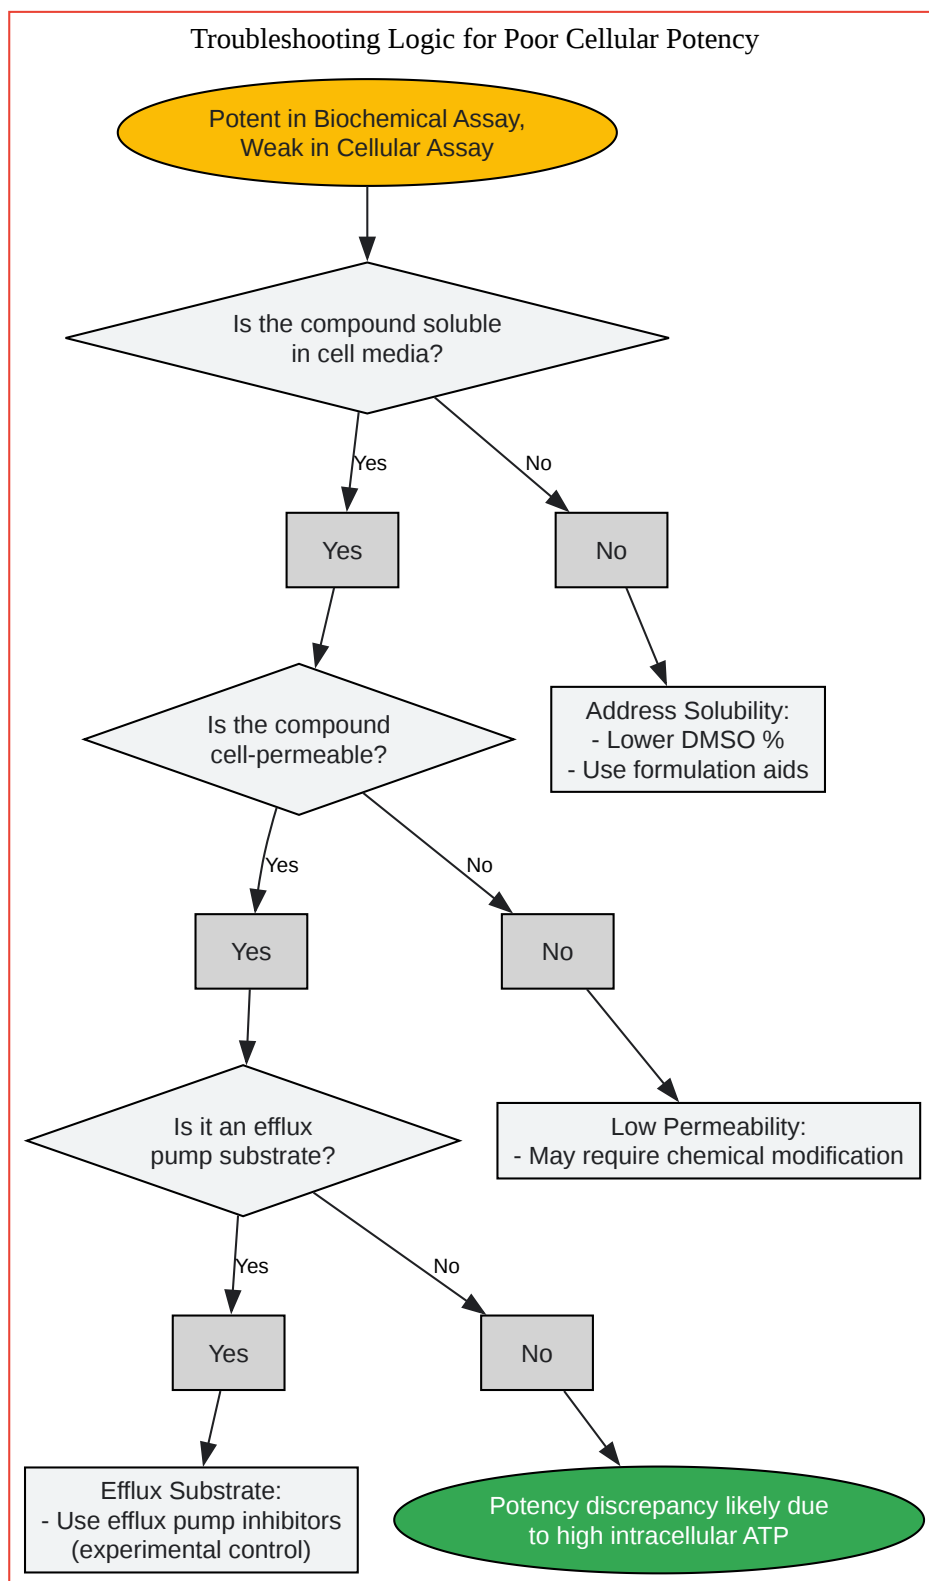 Troubleshooting Logic for Poor Cellular Potency
Potent in Biochemical Assay,
Weak in Cellular Assay
Is the compound soluble
in cell media?
Yes
No
Yes
No
Is the compound
cell-permeable?
Address Solubility:
- Lower DMSO %
- Use formulation aids
Yes
No
Yes
No
Is it an efflux
pump substrate?
Low Permeability:
- May require chemical modification
Yes
No
Yes
No
Efflux Substrate:
- Use efflux pump inhibitors
(experimental control)
Potency discrepancy likely due
to high intracellular ATP